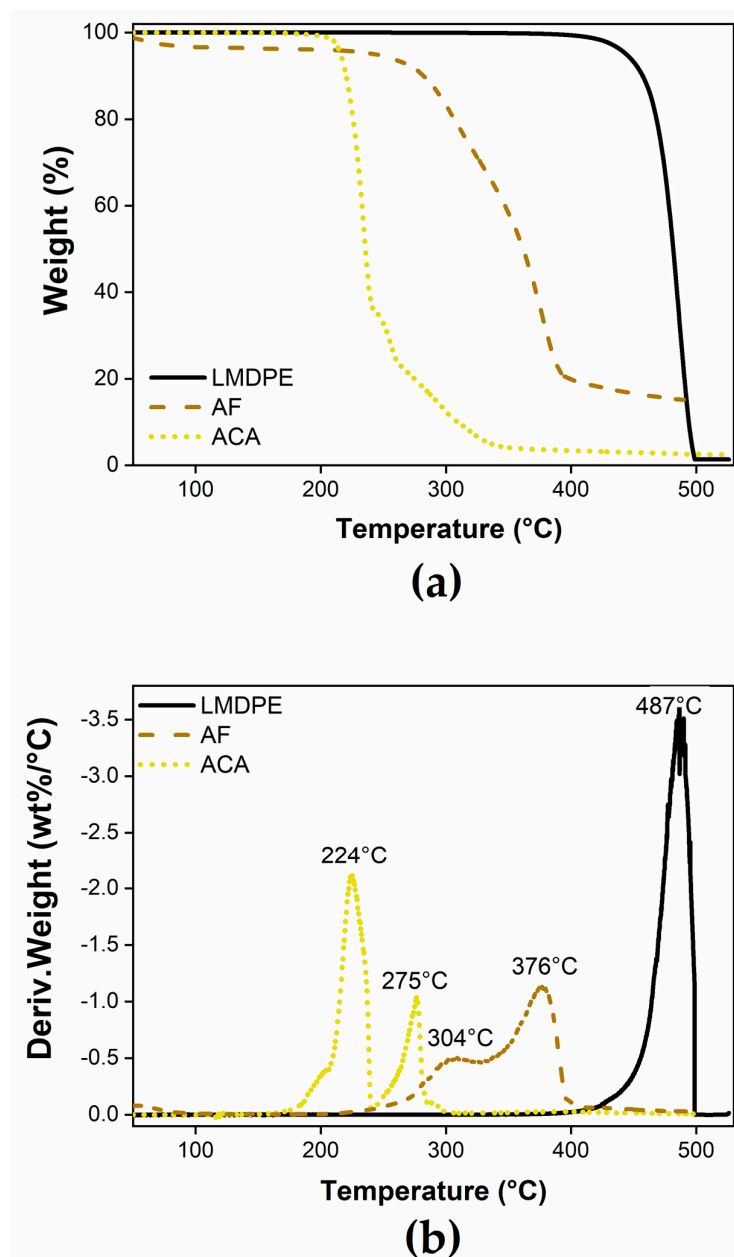 100
80
60
40
20
0
Weight (%)
LMDPE
AF
ACA
100 200 300 400 500
Temperature (°C)
(a)
-3.5
-3.0
-2.5
-2.0
-1.5
-1.0
-0.5
0.0
Deriv.Weight (wt%/°C)
LMDPE
AF
ACA
487°C
224°C
275°C
376°C
304°C
100 200 300 400 500
Temperature (°C)
(b)